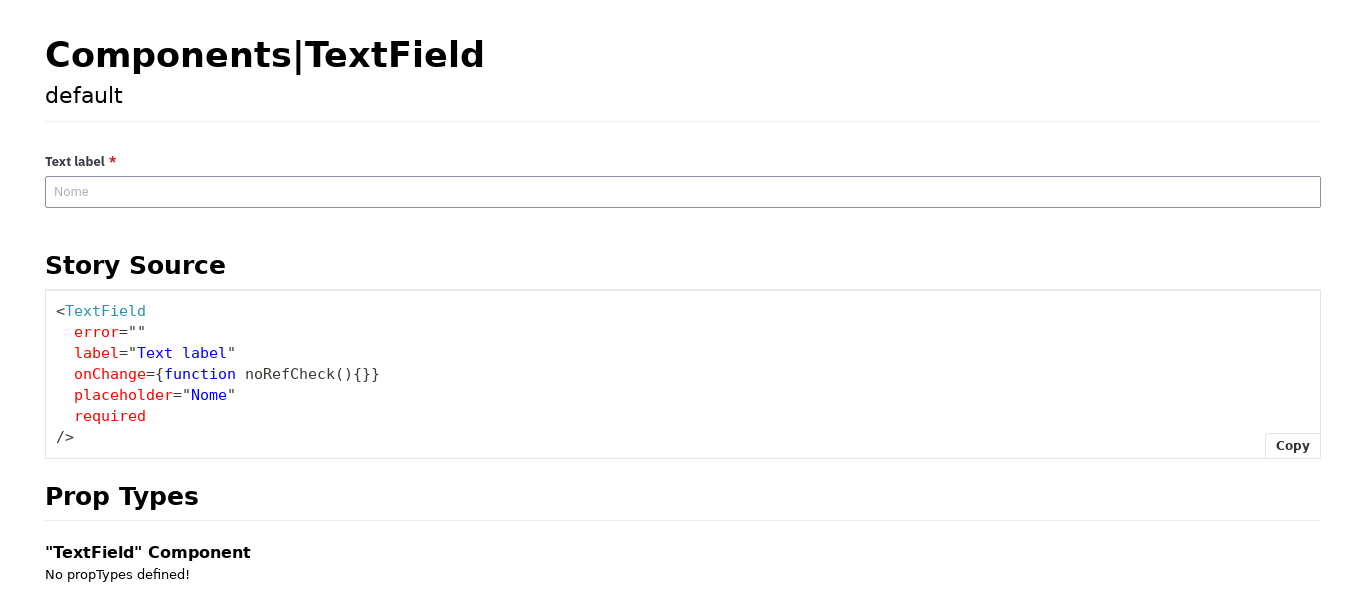 Components|TextField
default
Text label *
Nome
Story Source
<TextField
  error=""
  label="Text label"
  onChange={function noRefCheck(){}}
  placeholder="Nome"
  required
/>
Copy
Prop Types
"TextField" Component
No propTypes defined!